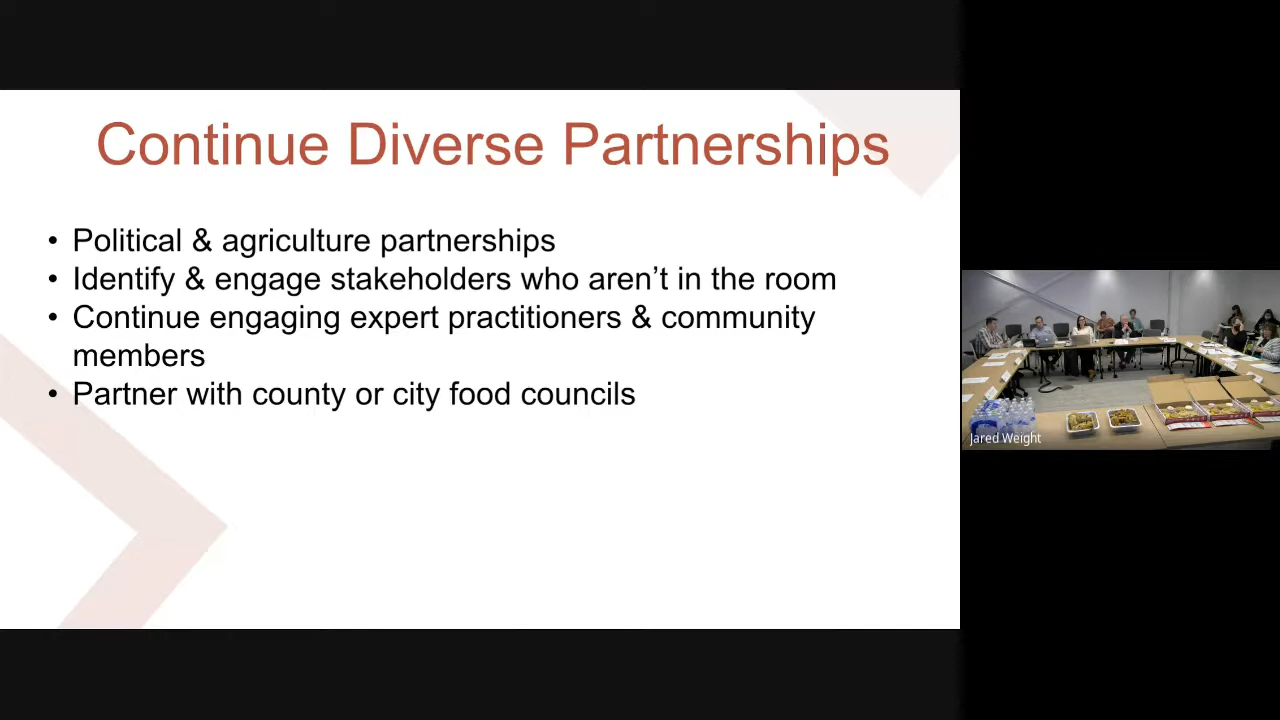 Continue Diverse Partnerships
• Political & agriculture partnerships
• Identify & engage stakeholders who aren’t in the room
• Continue engaging expert practitioners & community
members
• Partner with county or city food councils
Jared Weight